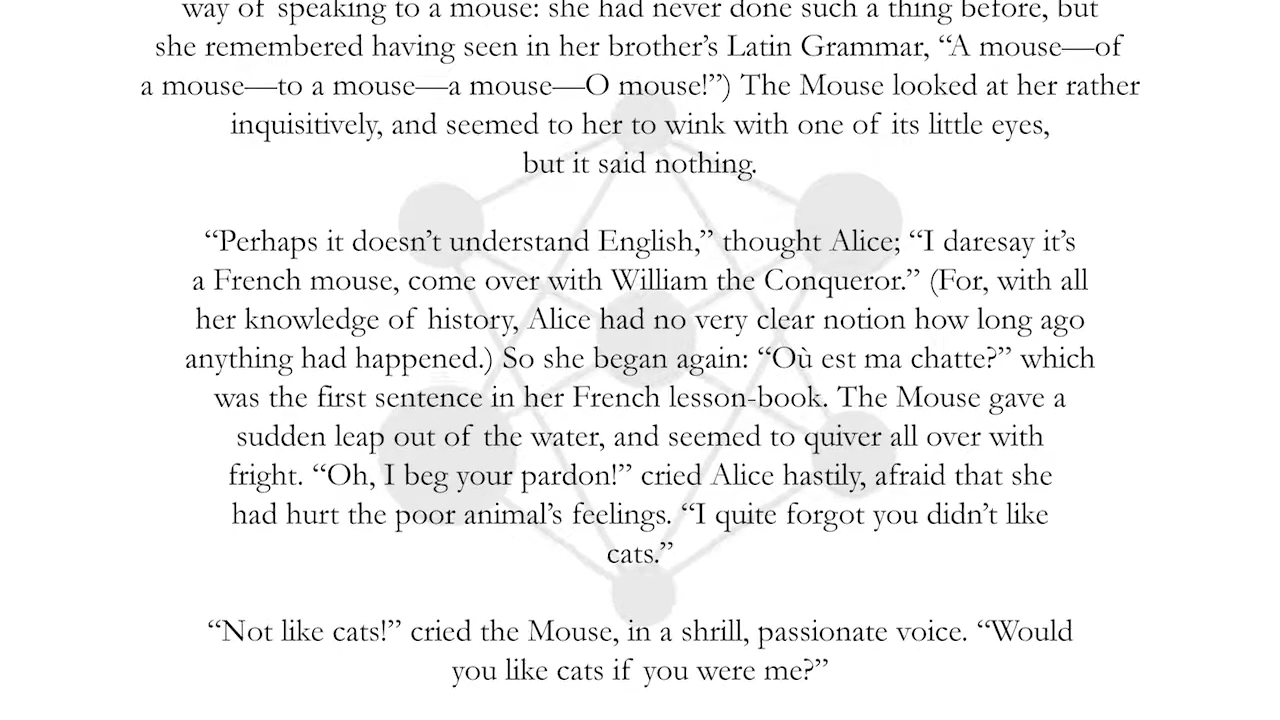 way of speaking to a mouse: she had never done such a thing before, but
she remembered having seen in her brother’s Latin Grammar, “A mouse—of
a mouse—to a mouse—a mouse—O mouse!”) The Mouse looked at her rather
inquisitively, and seemed to her to wink with one of its little eyes,
but it said nothing.
“Perhaps it doesn’t understand English,” thought Alice; “I daresay it’s
a French mouse, come over with William the Conqueror.” (For, with all
her knowledge of history, Alice had no very clear notion how long ago
anything had happened.) So she began again: “Où est ma chatte?” which
was the first sentence in her French lesson-book. The Mouse gave a
sudden leap out of the water, and seemed to quiver all over with
fright. “Oh, I beg your pardon!” cried Alice hastily, afraid that she
had hurt the poor animal’s feelings. “I quite forgot you didn’t like
cats.”
“Not like cats!” cried the Mouse, in a shrill, passionate voice. “Would
you like cats if you were me?”